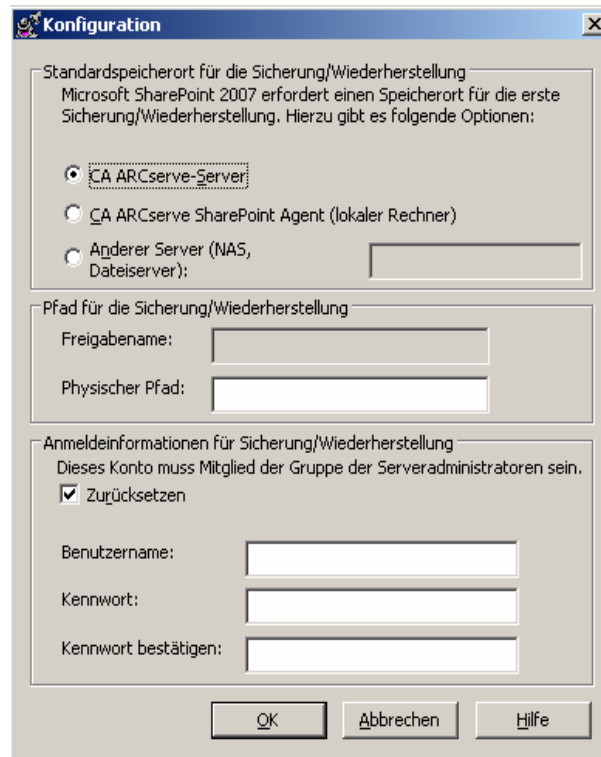 Konfiguration
Standardspeicherort für die Sicherung/Wiederherstellung
Microsoft SharePoint 2007 erfordert einen Speicherort für die erste
Sicherung/Wiederherstellung. Hierzu gibt es folgende Optionen:
CA ARCserve-Server
CA ARCserve SharePoint Agent (lokaler Rechner)
Anderer Server (NAS,
Dateiserver):
Pfad für die Sicherung/Wiederherstellung
Freigabename:
Physischer Pfad:
Anmeldeinformationen für Sicherung/Wiederherstellung
Dieses Konto muss Mitglied der Gruppe der Serveradministratoren sein.
Zurücksetzen
Benutzername:
Kennwort:
Kennwort bestätigen:
OK Abbrechen Hilfe